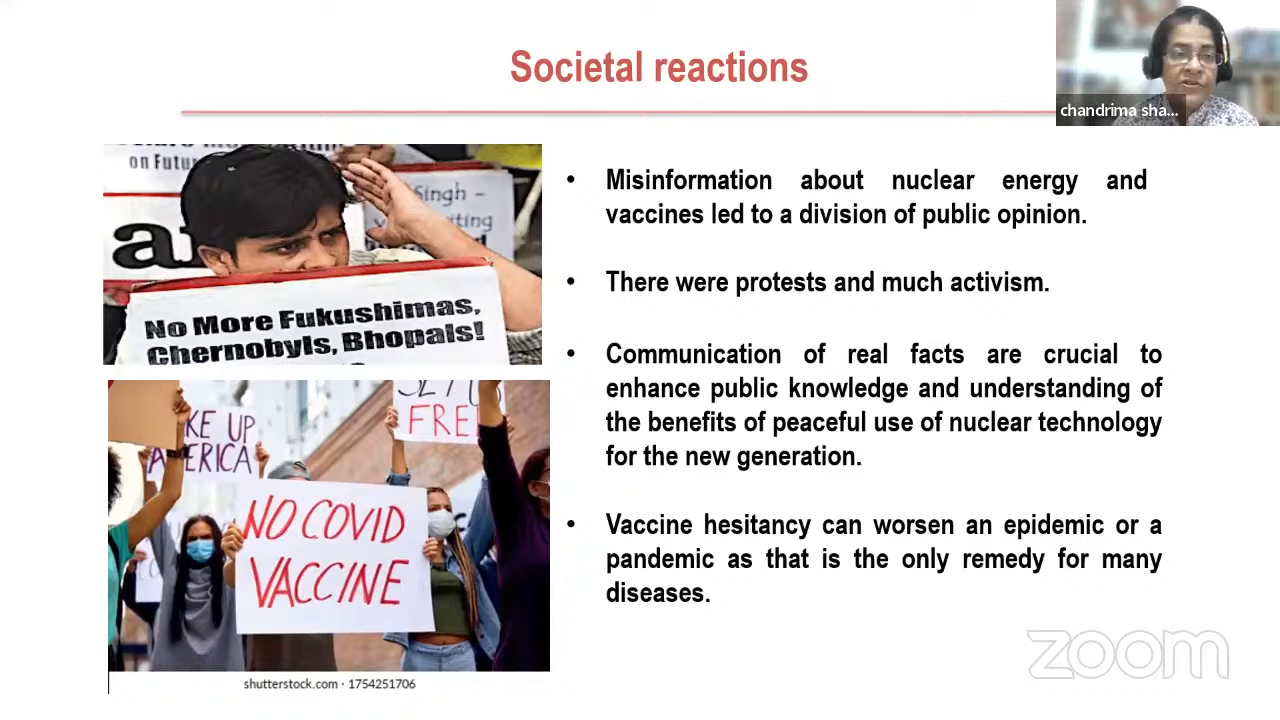 Societal reactions
chandrima sha...
on Futur
Singh –
No More Fukushimas,
Chernobyls, Bhopals!
• Misinformation about nuclear energy and
vaccines led to a division of public opinion.
• There were protests and much activism.
• Communication of real facts are crucial to
enhance public knowledge and understanding of
the benefits of peaceful use of nuclear technology
for the new generation.
• Vaccine hesitancy can worsen an epidemic or a
pandemic as that is the only remedy for many
diseases.
KE UP
AMERICA
FREE
NO COVID
VACCINE
shutterstock.com · 1754251706
zoom